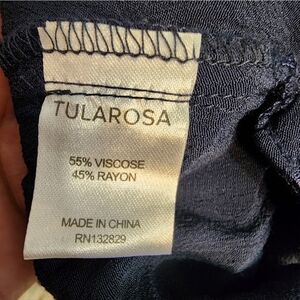 TULAROSA
55% VISCOSE
45% RAYON
MADE IN CHINA
RN132829